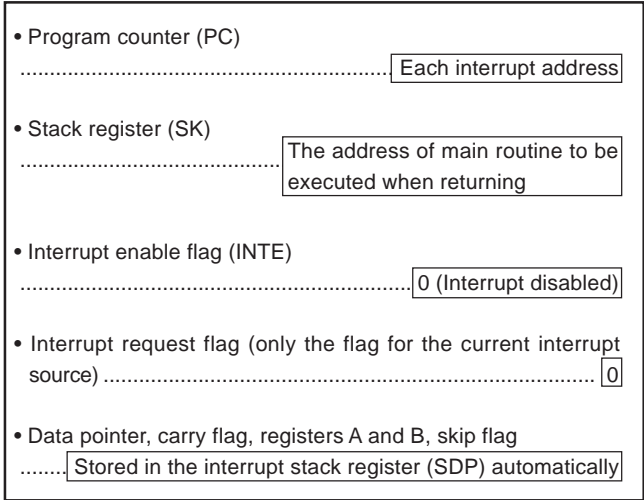 • Program counter (PC)
............................................................... Each interrupt address
• Stack register (SK)
............................................ The address of main routine to be
executed when returning
• Interrupt enable flag (INTE)
.................................................................. 0 (Interrupt disabled)
• Interrupt request flag (only the flag for the current interrupt
source) ................................................................................... 0
• Data pointer, carry flag, registers A and B, skip flag
........ Stored in the interrupt stack register (SDP) automatically